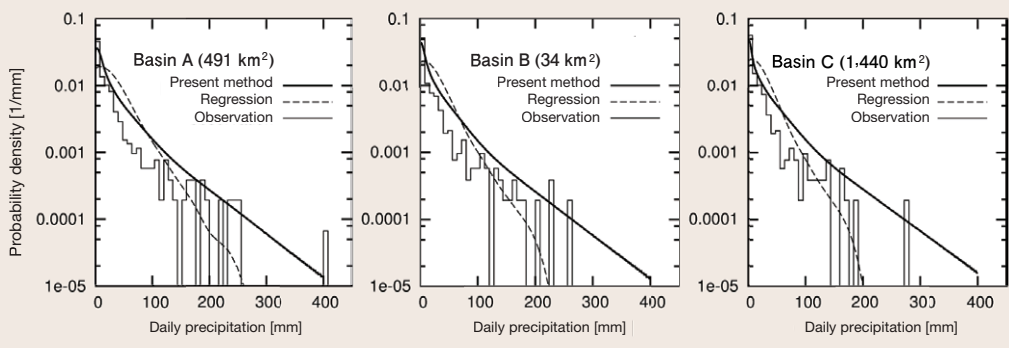 Probability density [1/mm]
0.1
0.01
0.001
0.0001
1e-05
Basin A (491 km²)
Present method
Regression
Observation
0 100 200 300 400
Daily precipitation [mm]
0.1
0.01
0.001
0.0001
1e-05
Basin B (34 km²)
Present method
Regression
Observation
0 100 200 300 400
Daily precipitation [mm]
0.1
0.01
0.001
0.0001
1e-05
Basin C (1.440 km²)
Present method
Regression
Observation
0 100 200 300 400
Daily precipitation [mm]